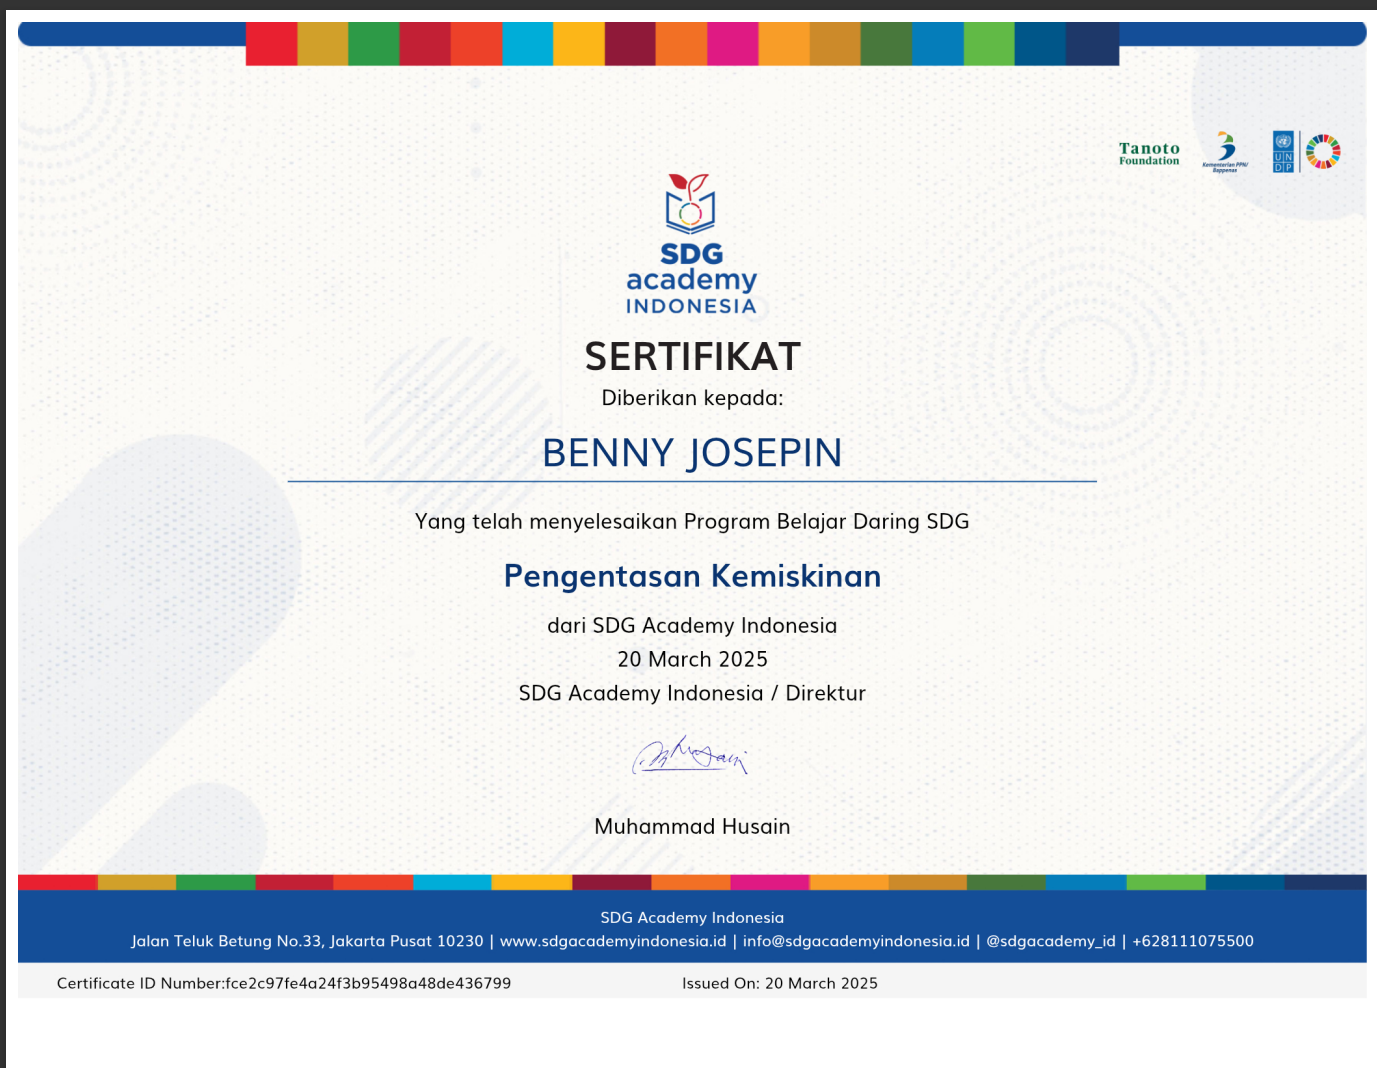 Tanoto
Foundation
Kementerian PPN/
Bappenas
UN
DP
SDG
academy
INDONESIA
SERTIFIKAT
Diberikan kepada:
BENNY JOSEPIN
Yang telah menyelesaikan Program Belajar Daring SDG
Pengentasan Kemiskinan
dari SDG Academy Indonesia
20 March 2025
SDG Academy Indonesia / Direktur
Muhammad Husain
SDG Academy Indonesia
Jalan Teluk Betung No.33, Jakarta Pusat 10230 | www.sdgacademyindonesia.id | info@sdgacademyindonesia.id | @sdgacademy_id | +628111075500
Certificate ID Number:fce2c97fe4a24f3b95498a48de436799
Issued On: 20 March 2025